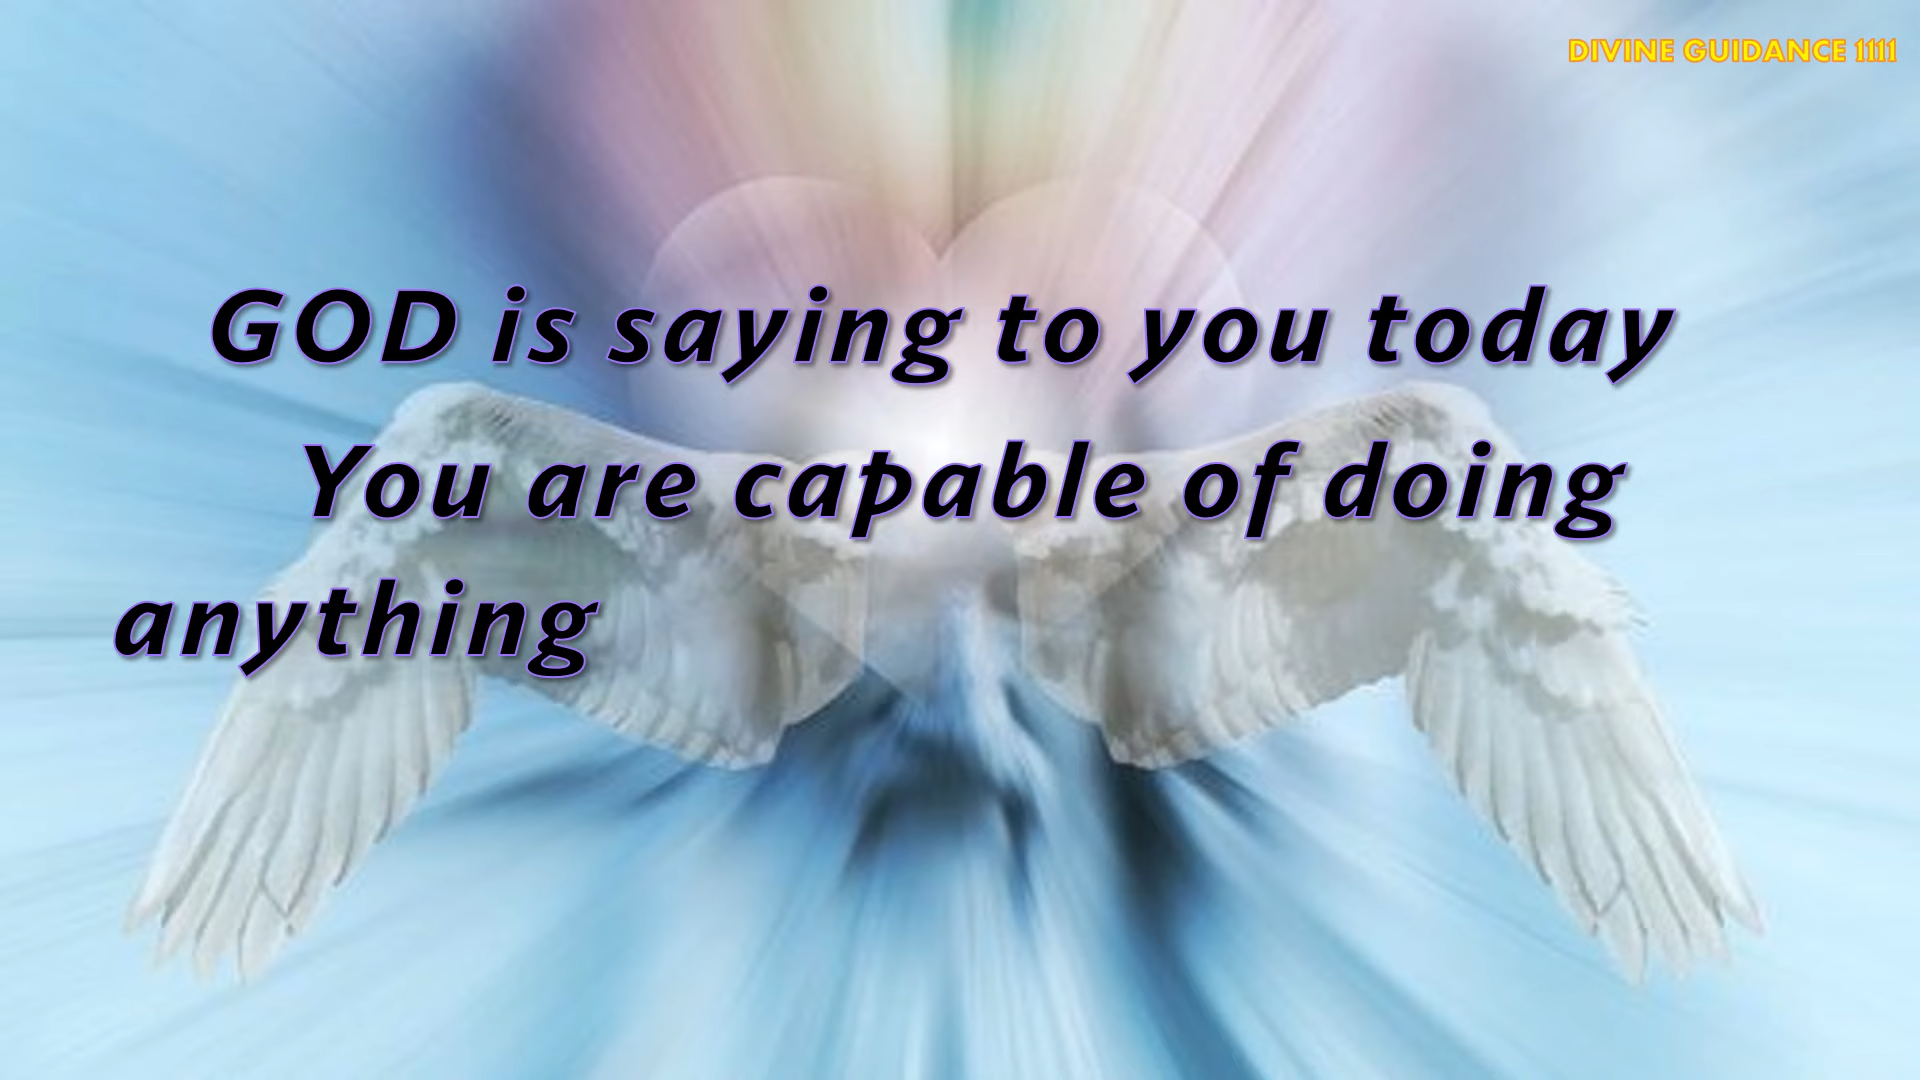 DIVINE GUIDANCE 1111
GOD is saying to you today
You are capable of doing
anything